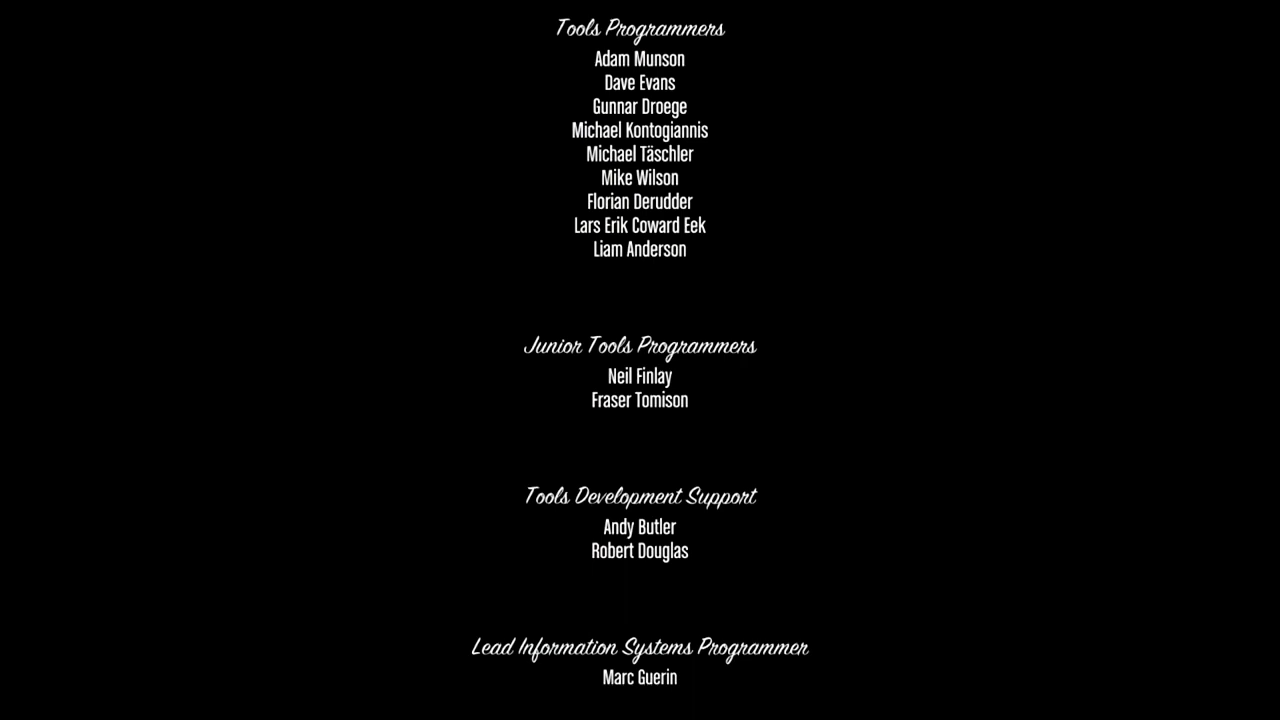 Tools Programmers
Adam Munson
Dave Evans
Gunnar Droege
Michael Kontogiannis
Michael Täschler
Mike Wilson
Florian Derudder
Lars Erik Coward Eek
Liam Anderson
Junior Tools Programmers
Neil Finlay
Fraser Tomison
Tools Development Support
Andy Butler
Robert Douglas
Lead Information Systems Programmer
Marc Guerin